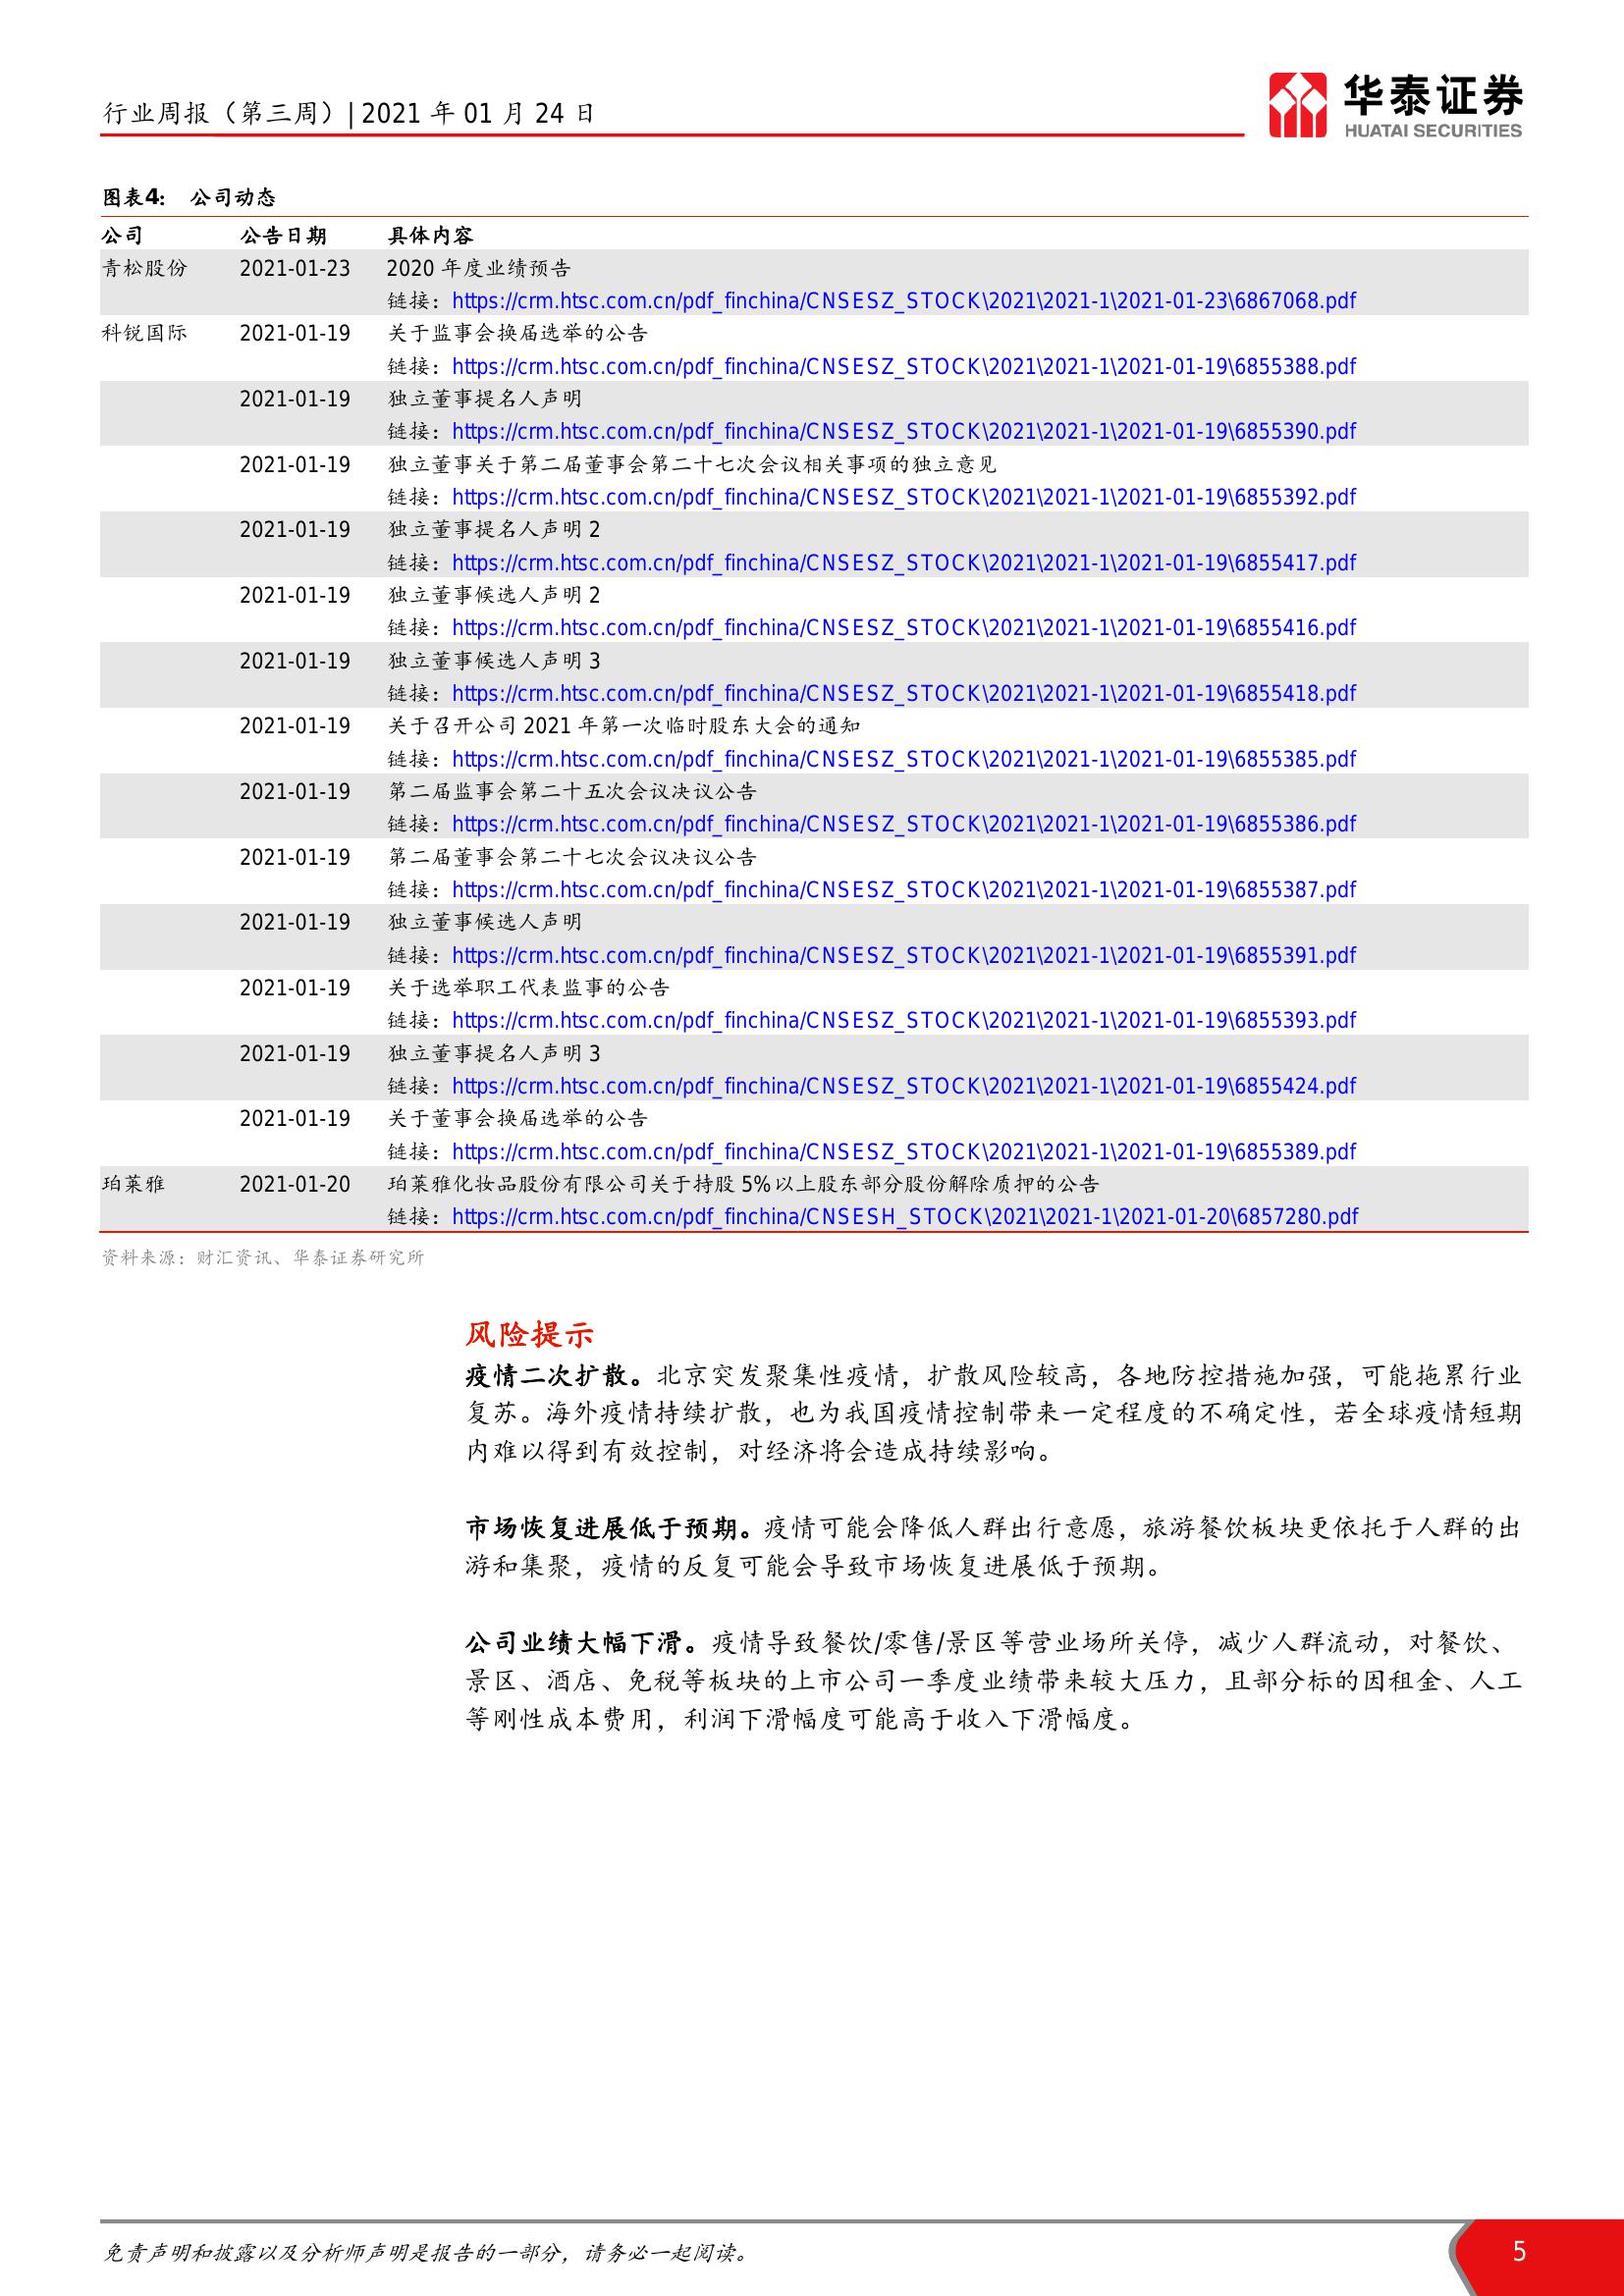 行业周报（第三周）| 2021 年 01 月 24 日
华泰证券
HUATAI SECURITIES
图表4： 公司动态
公司 公告日期 具体内容
青松股份 2021-01-23 2020 年度业绩预告
链接：https://crm.htsc.com.cn/pdf_finchina/CNSESZ_STOCK\2021\2021-1\2021-01-23\6867068.pdf
科锐国际 2021-01-19 关于监事会换届选举的公告
链接：https://crm.htsc.com.cn/pdf_finchina/CNSESZ_STOCK\2021\2021-1\2021-01-19\6855388.pdf
2021-01-19 独立董事提名人声明
链接：https://crm.htsc.com.cn/pdf_finchina/CNSESZ_STOCK\2021\2021-1\2021-01-19\6855390.pdf
2021-01-19 独立董事关于第二届董事会第二十七次会议相关事项的独立意见
链接：https://crm.htsc.com.cn/pdf_finchina/CNSESZ_STOCK\2021\2021-1\2021-01-19\6855392.pdf
2021-01-19 独立董事提名人声明 2
链接：https://crm.htsc.com.cn/pdf_finchina/CNSESZ_STOCK\2021\2021-1\2021-01-19\6855417.pdf
2021-01-19 独立董事候选人声明 2
链接：https://crm.htsc.com.cn/pdf_finchina/CNSESZ_STOCK\2021\2021-1\2021-01-19\6855416.pdf
2021-01-19 独立董事候选人声明 3
链接：https://crm.htsc.com.cn/pdf_finchina/CNSESZ_STOCK\2021\2021-1\2021-01-19\6855418.pdf
2021-01-19 关于召开公司 2021 年第一次临时股东大会的通知
链接：https://crm.htsc.com.cn/pdf_finchina/CNSESZ_STOCK\2021\2021-1\2021-01-19\6855385.pdf
2021-01-19 第二届监事会第二十五次会议决议公告
链接：https://crm.htsc.com.cn/pdf_finchina/CNSESZ_STOCK\2021\2021-1\2021-01-19\6855386.pdf
2021-01-19 第二届董事会第二十七次会议决议公告
链接：https://crm.htsc.com.cn/pdf_finchina/CNSESZ_STOCK\2021\2021-1\2021-01-19\6855387.pdf
2021-01-19 独立董事候选人声明
链接：https://crm.htsc.com.cn/pdf_finchina/CNSESZ_STOCK\2021\2021-1\2021-01-19\6855391.pdf
2021-01-19 关于选举职工代表监事的公告
链接：https://crm.htsc.com.cn/pdf_finchina/CNSESZ_STOCK\2021\2021-1\2021-01-19\6855393.pdf
2021-01-19 独立董事提名人声明 3
链接：https://crm.htsc.com.cn/pdf_finchina/CNSESZ_STOCK\2021\2021-1\2021-01-19\6855424.pdf
2021-01-19 关于董事会换届选举的公告
链接：https://crm.htsc.com.cn/pdf_finchina/CNSESZ_STOCK\2021\2021-1\2021-01-19\6855389.pdf
珀莱雅 2021-01-20 珀莱雅化妆品股份有限公司关于持股 5%以上股东部分股份解除质押的公告
链接：https://crm.htsc.com.cn/pdf_finchina/CNSESH_STOCK\2021\2021-1\2021-01-20\6857280.pdf
资料来源：财汇资讯、华泰证券研究所
风险提示
疫情二次扩散。北京突发聚集性疫情，扩散风险较高，各地防控措施加强，可能拖累行业
复苏。海外疫情持续扩散，也为我国疫情控制带来一定程度的不确定性，若全球疫情短期
内难以得到有效控制，对经济将会造成持续影响。
市场恢复进展低于预期。疫情可能会降低人群出行意愿，旅游餐饮板块更依托于人群的出
游和集聚，疫情的反复可能会导致市场恢复进展低于预期。
公司业绩大幅下滑。疫情导致餐饮/零售/景区等营业场所关停，减少人群流动，对餐饮、
景区、酒店、免税等板块的上市公司一季度业绩带来较大压力，且部分标的因租金、人工
等刚性成本费用，利润下滑幅度可能高于收入下滑幅度。
免责声明和披露以及分析师声明是报告的一部分，请务必一起阅读。
5